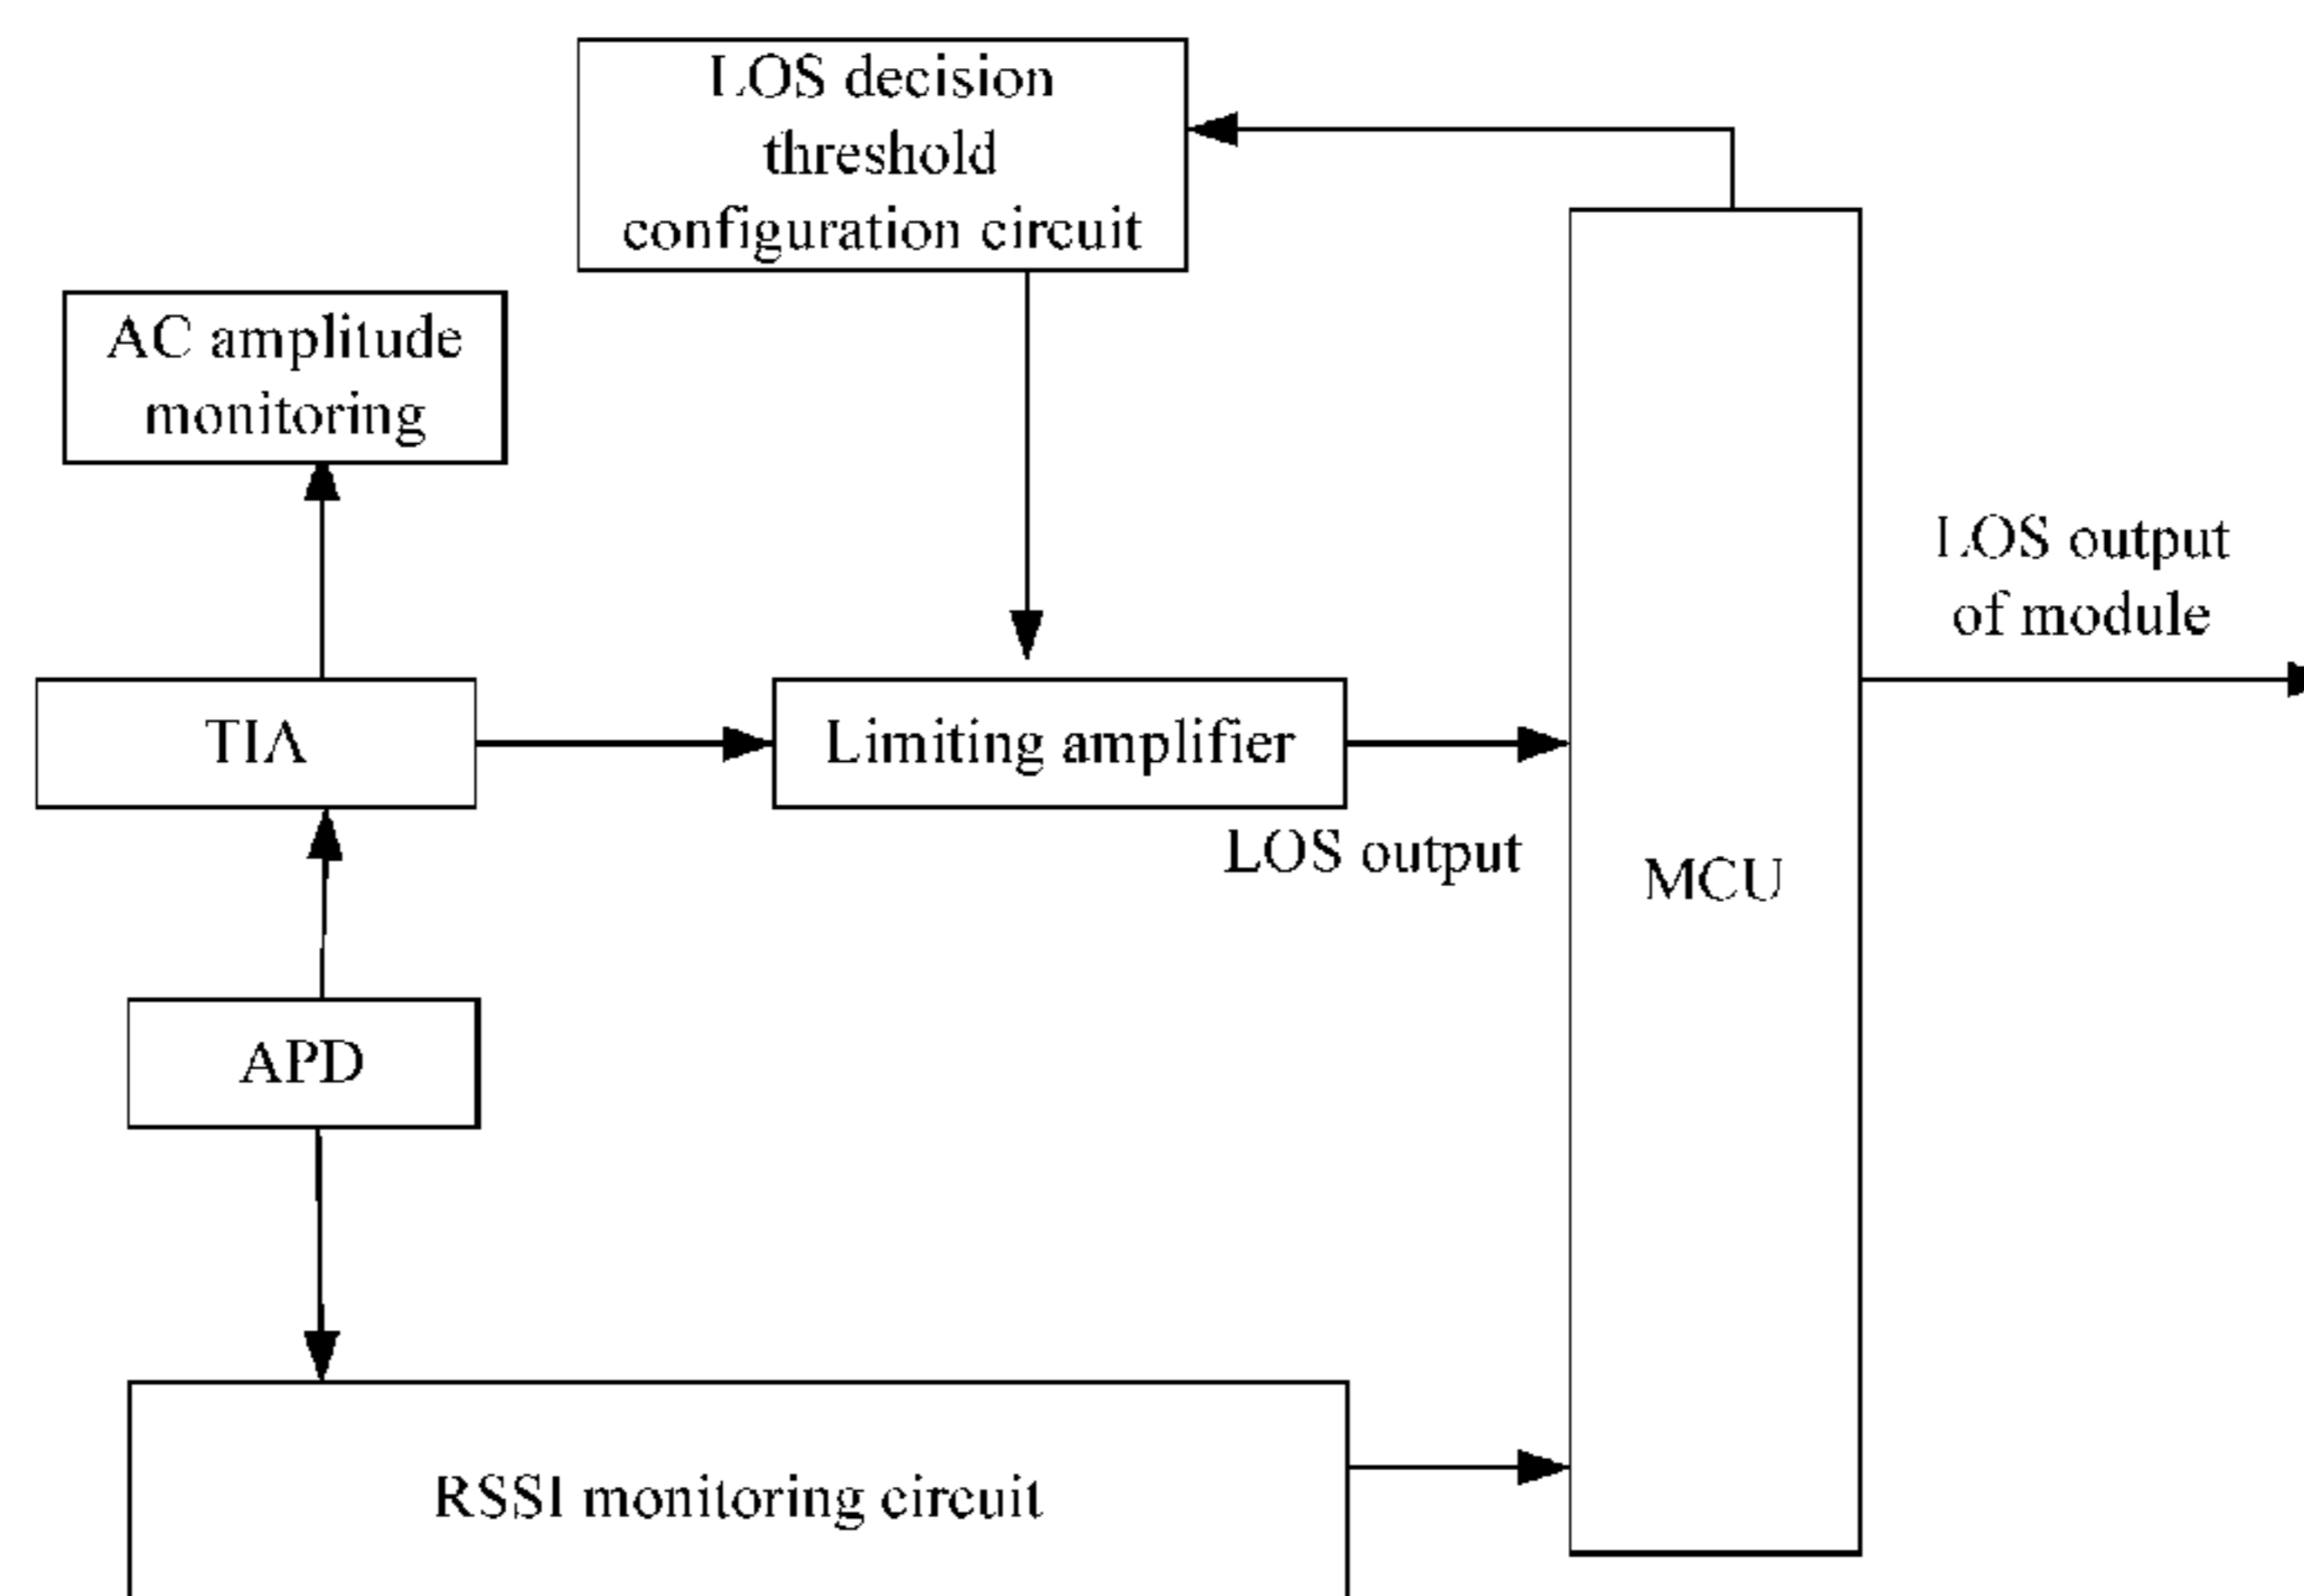 LOS decision
threshold
configuration circuit
AC amplitude
monitoring
LOS output
of module
TIA
Limiting amplifier
LOS output
MCU
APD
RSSI monitoring circuit